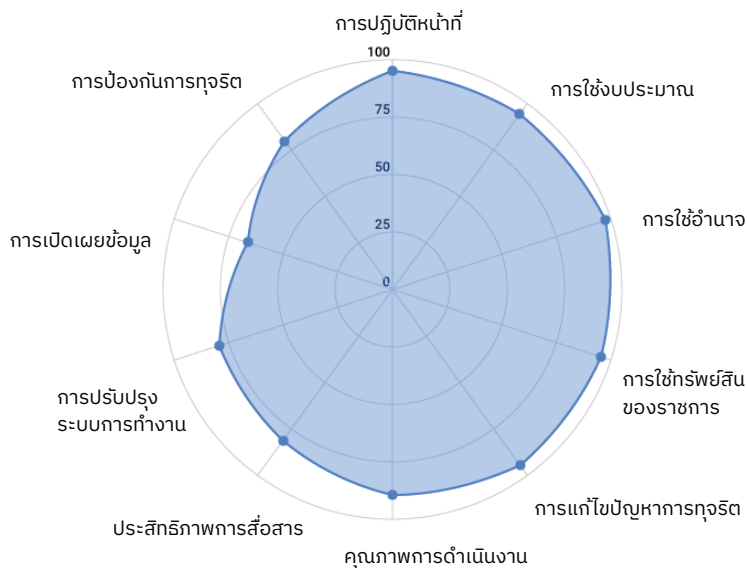 การปฏิบัติหน้าที่
100
การป้องกันการทุจริต
การใช้งบประมาณ
75
50
การใช้อำนาจ
25
การเปิดเผยข้อมูล
0
การใช้ทรัพย์สิน
ของราชการ
การปรับปรุง
ระบบการทำงาน
การแก้ไขปัญหาการทุจริต
ประสิทธิภาพการสื่อสาร
คุณภาพการดำเนินงาน